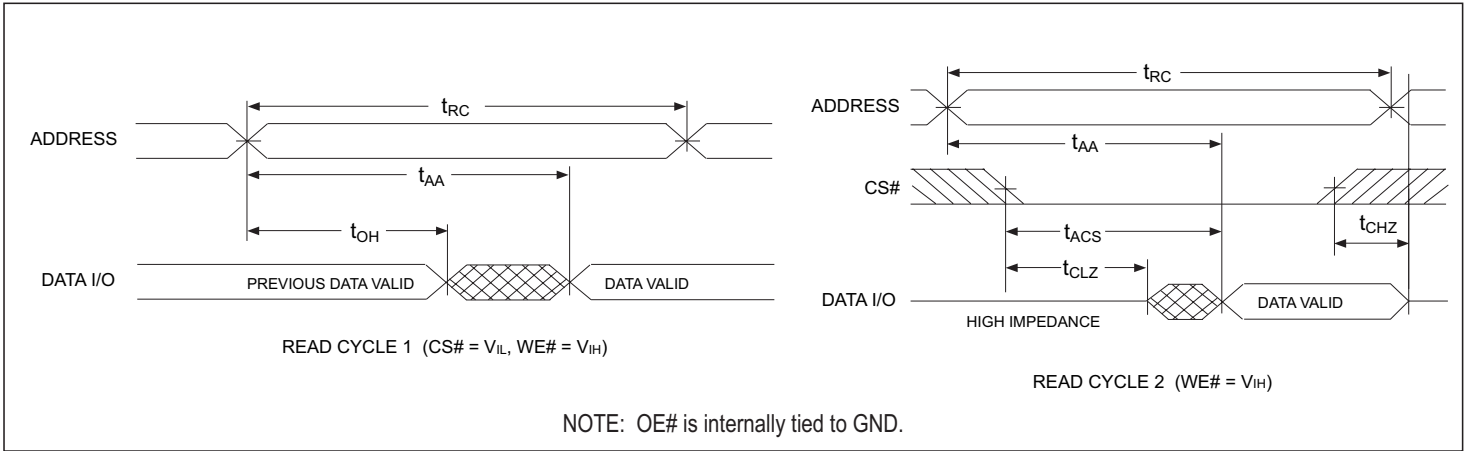 ADDRESS
tRC
tAA
tOH
DATA I/O
PREVIOUS DATA VALID
DATA VALID
READ CYCLE 1 (CS# = VIL, WE# = VIH)
ADDRESS
tRC
tAA
CS#
tACS
tCHZ
tCLZ
DATA I/O
HIGH IMPEDANCE
DATA VALID
READ CYCLE 2 (WE# = VIH)
NOTE: OE# is internally tied to GND.